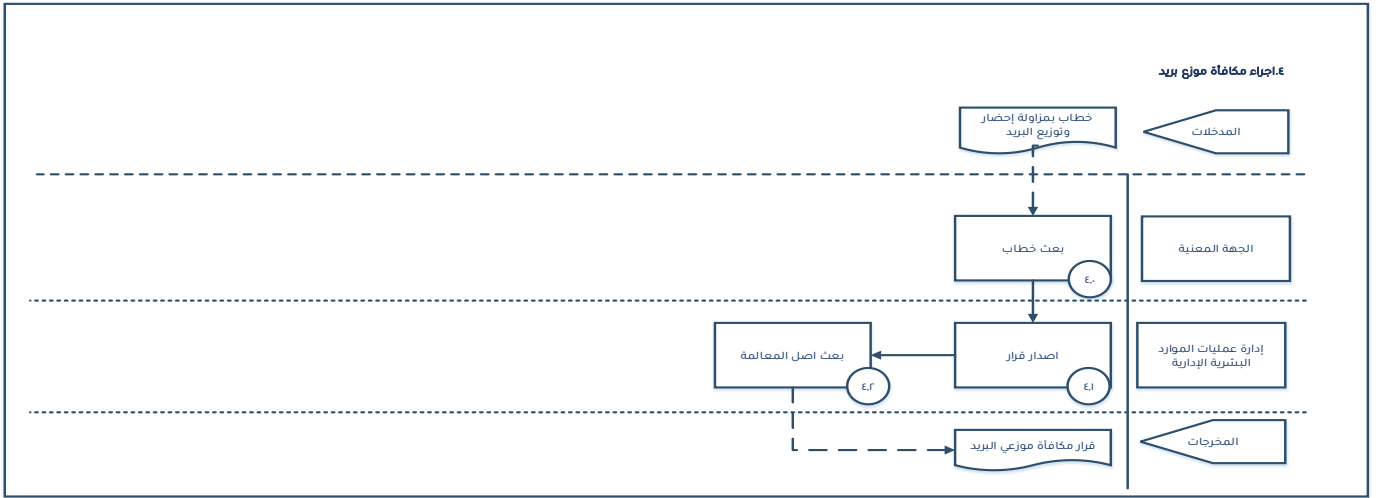 ٤.اجراء مكافأة موزع بريد
المدخلات
خطاب بمزاولة إحضار
وتوزيع البريد
الجهة المعنية
بعث خطاب
٤,٠
إدارة عمليات الموارد
البشرية الإدارية
اصدار قرار
٤,١
بعث اصل المعالمة
٤,٢
المخرجات
قرار مكافأة موزعي البريد